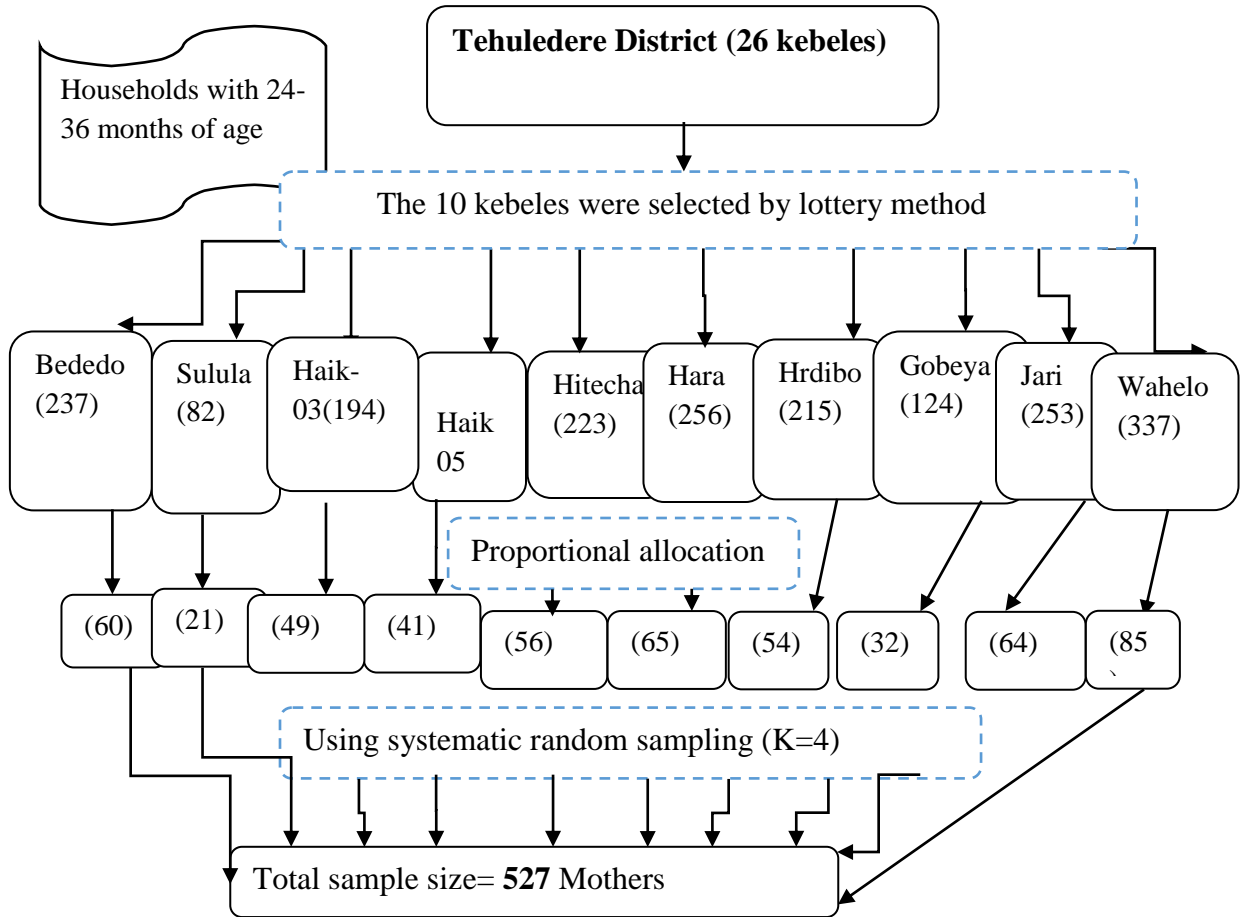 Tehuledere District (26 kebeles)
Households with 24-
36 months of age
The 10 kebeles were selected by lottery method
Bededo
(237)
Sulula
(82)
Haik-
03(194)
Haik
05
Hitecha
(223)
Hara
(256)
Hrdibo
(215)
Gobeya
(124)
Jari
(253)
Wahelo
(337)
Proportional allocation
(60)
(21)
(49)
(41)
(56)
(65)
(54)
(32)
(64)
(85
、
Using systematic random sampling (K=4)
Total sample size= 527 Mothers